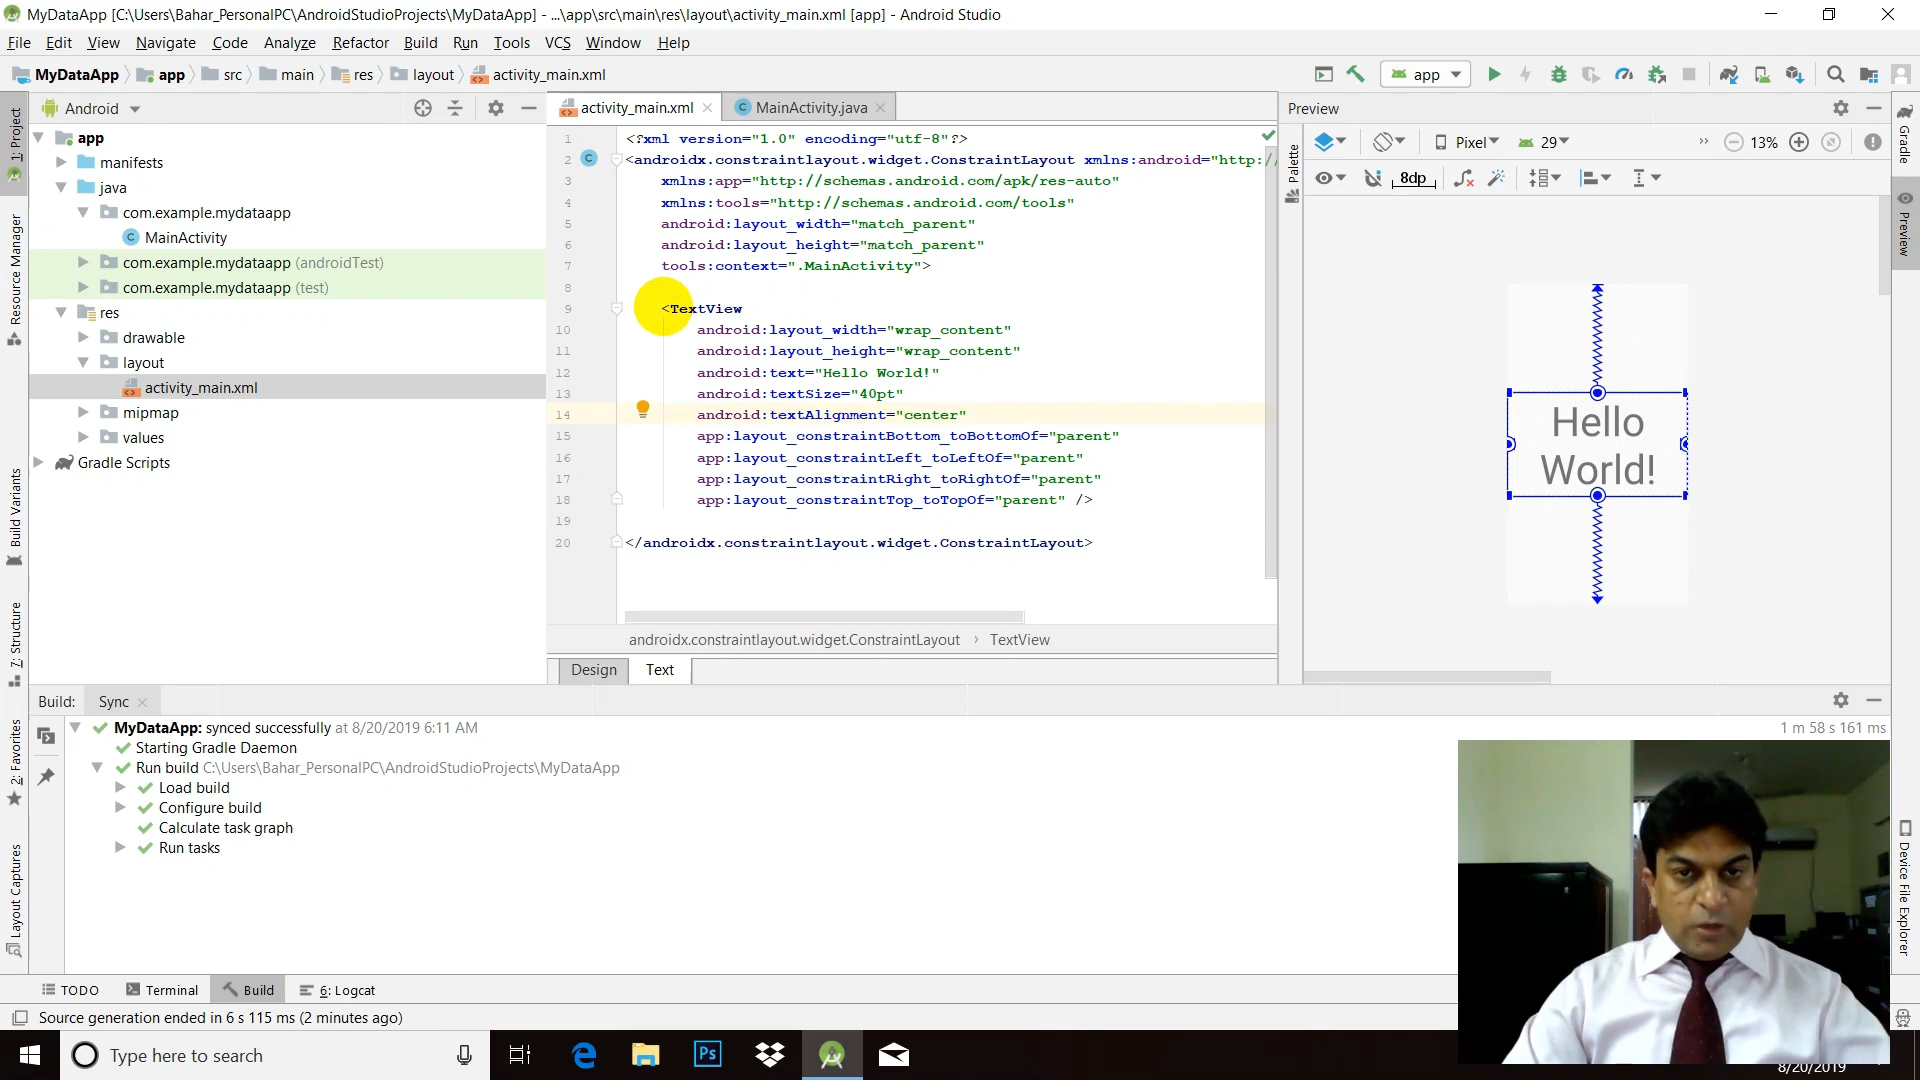 MyDataApp [C:\Users\Bahar_PersonalPC\AndroidStudioProjects\MyDataApp] - ...\app\src\main\res\layout\activity_main.xml [app] - Android Studio
File Edit View Navigate Code Analyze Refactor Build Run Tools VCS Window Help
MyDataApp app src main res layout activity_main.xml
app
Android
activity_main.xml
MainActivity.java
Preview
Pixel 29 13%
8dp
1: Project
Resource Manager
Build Variants
7: Structure
2: Favorites
Layout Captures
app
manifests
java
com.example.mydataapp
MainActivity
com.example.mydataapp (androidTest)
com.example.mydataapp (test)
res
drawable
layout
activity_main.xml
mipmap
values
Gradle Scripts
1 <?xml version="1.0" encoding="utf-8"?>
2 <androidx.constraintlayout.widget.ConstraintLayout xmlns:android="http:/
3 xmlns:app="http://schemas.android.com/apk/res-auto"
4 xmlns:tools="http://schemas.android.com/tools"
5 android:layout_width="match_parent"
6 android:layout_height="match_parent"
7 tools:context=".MainActivity">
8
9 <TextView
10 android:layout_width="wrap_content"
11 android:layout_height="wrap_content"
12 android:text="Hello World!"
13 android:textSize="40pt"
14 android:textAlignment="center"
15 app:layout_constraintBottom_toBottomOf="parent"
16 app:layout_constraintLeft_toLeftOf="parent"
17 app:layout_constraintRight_toRightOf="parent"
18 app:layout_constraintTop_toTopOf="parent" />
19
20 </androidx.constraintlayout.widget.ConstraintLayout>
androidx.constraintlayout.widget.ConstraintLayout › TextView
Design Text
Palette
Hello
World!
Gradle
Preview
Device File Explorer
Build: Sync
MyDataApp: synced successfully at 8/20/2019 6:11 AM
1 m 58 s 161 ms
Starting Gradle Daemon
Run build C:\Users\Bahar_PersonalPC\AndroidStudioProjects\MyDataApp
Load build
Configure build
Calculate task graph
Run tasks
TODO Terminal Build 6: Logcat
Source generation ended in 6 s 115 ms (2 minutes ago)
Type here to search
Ps
8/20/2019